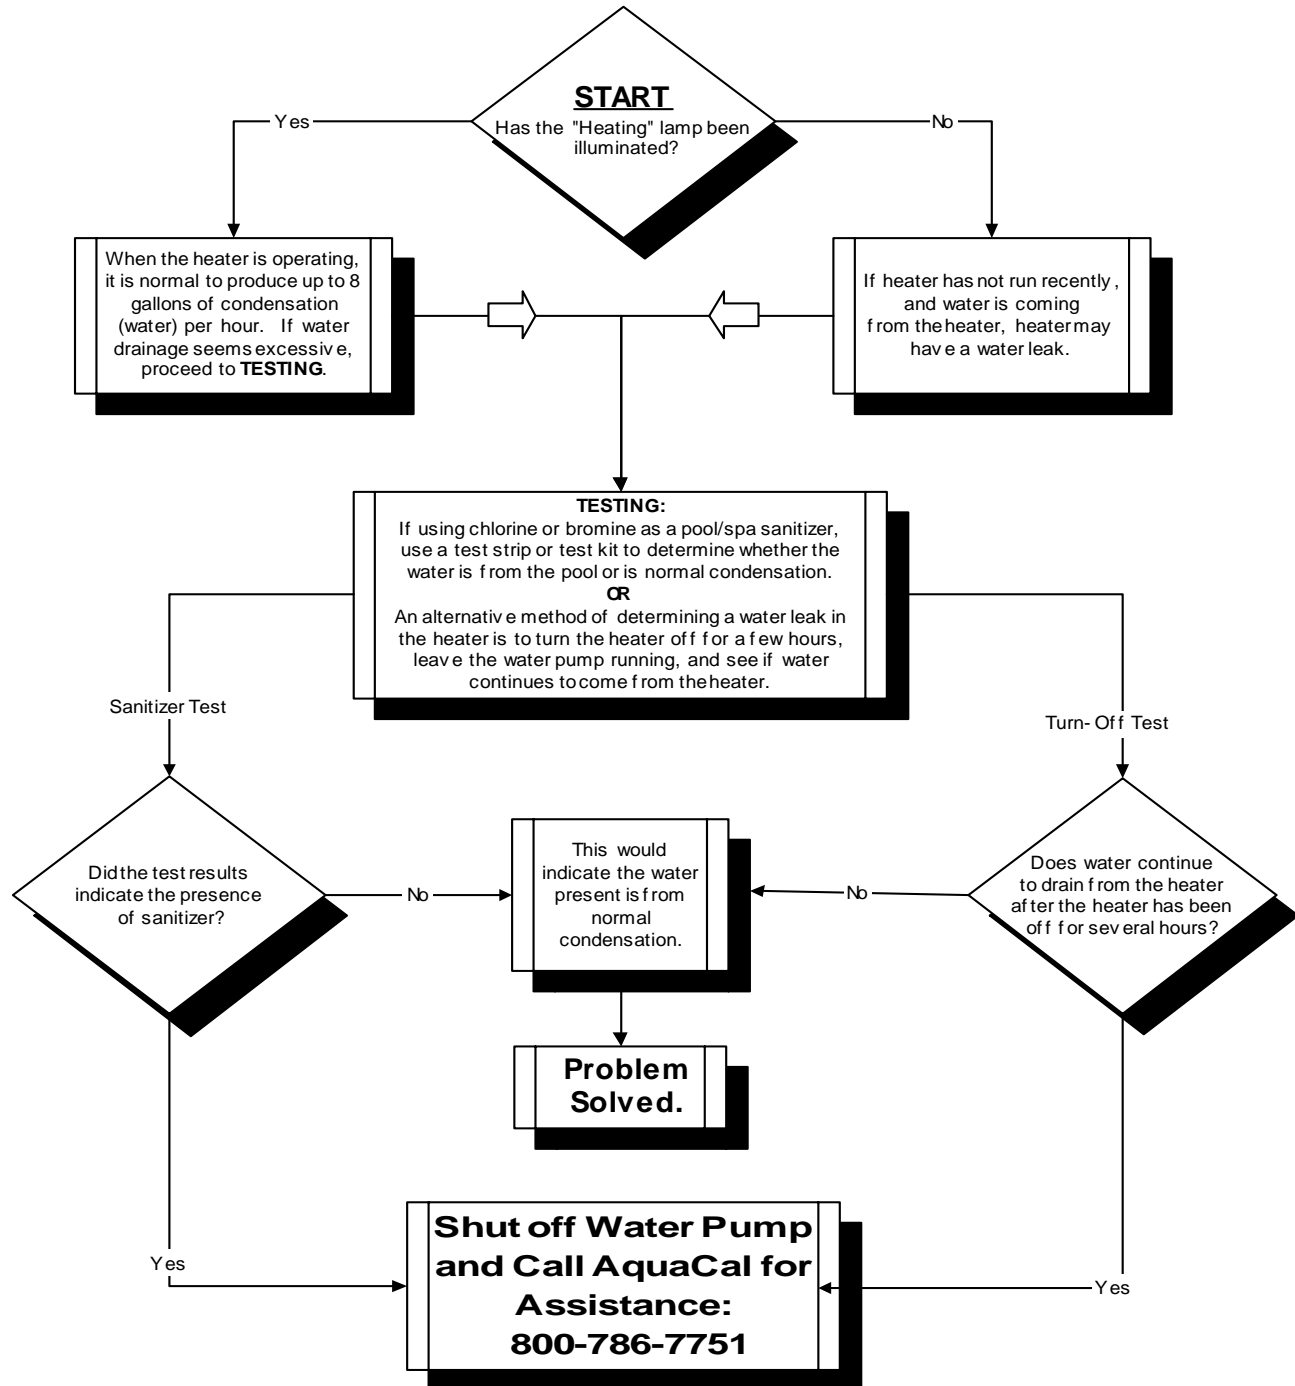 START
Has the "Heating" lamp been
illuminated?
Yes
No
When the heater is operating,
it is normal to produce up to 8
gallons of condensation
(water) per hour. If water
drainage seems excessive,
proceed to TESTING.
If heater has not run recently,
and water is coming
from the heater, heater may
have a water leak.
TESTING:
If using chlorine or bromine as a pool/spa sanitizer,
use a test strip or test kit to determine whether the
water is from the pool or is normal condensation.
OR
An alternative method of determining a water leak in
the heater is to turn the heater off for a few hours,
leave the water pump running, and see if water
continues to come from the heater.
Sanitizer Test
Turn-Off Test
Did the test results
indicate the presence
of sanitizer?
No
This would
indicate the water
present is from
normal
condensation.
No
Does water continue
to drain from the heater
after the heater has been
off for several hours?
Problem
Solved.
Yes
Shut off Water Pump
and Call AquaCal for
Assistance:
800-786-7751
Yes